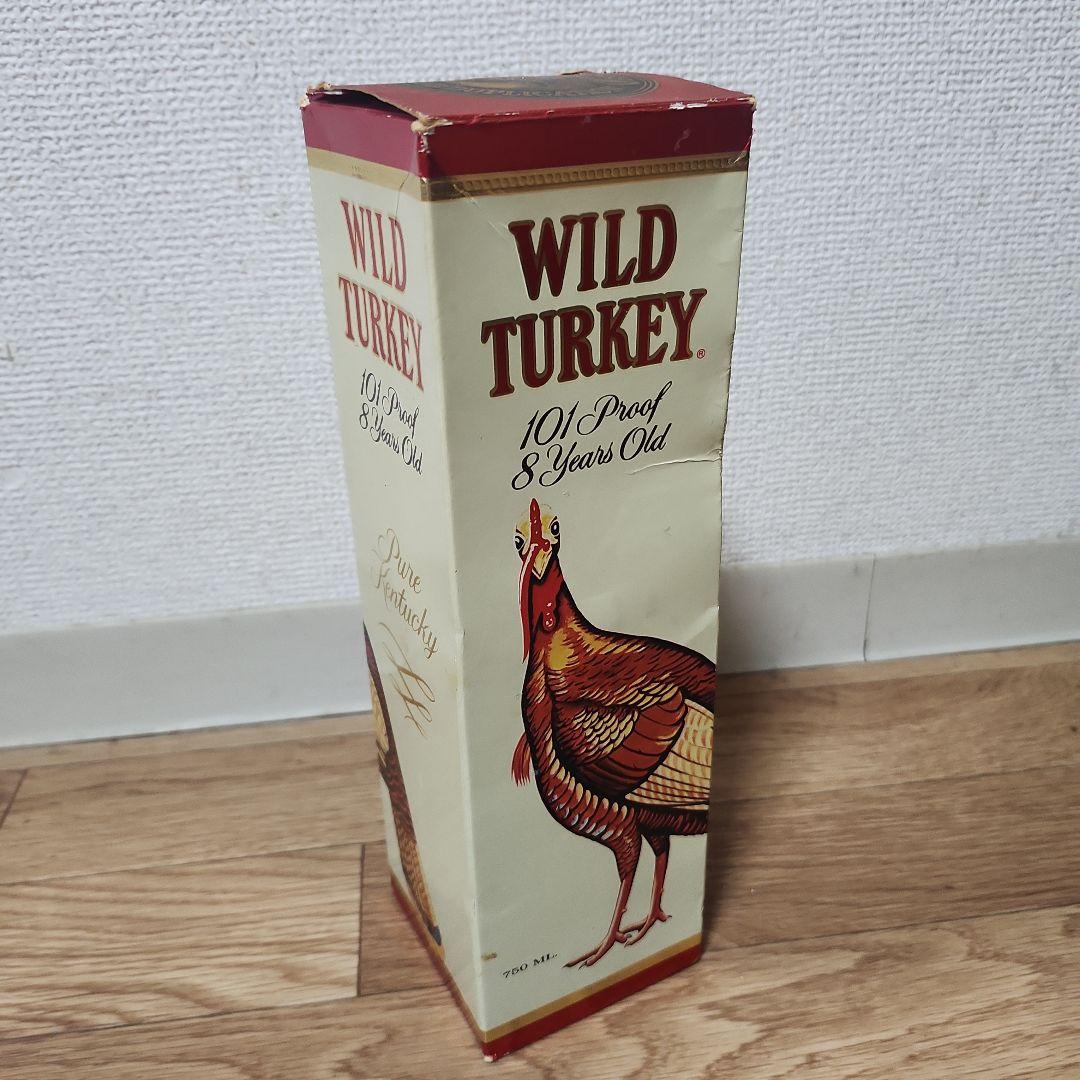 WILD
TURKEY
101 Proof
8 Years Old
Pure
Kentucky
WILD
TURKEY®
101 Proof
8 Years Old
750 ML.